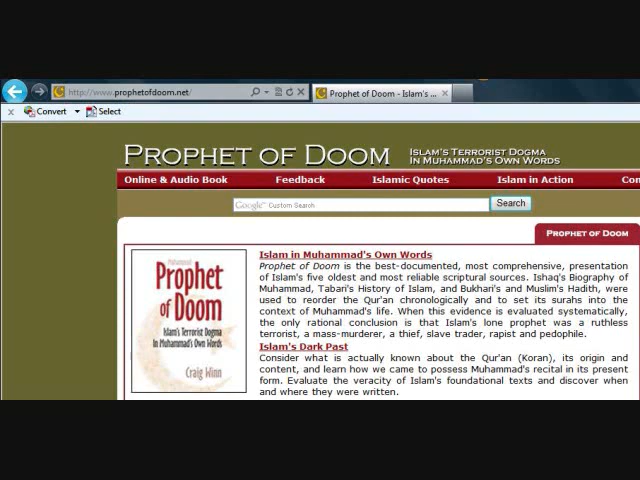 http://www.prophetofdoom.net/
Prophet of Doom - Islam's ...
x Convert Select
PROPHET OF DOOM
ISLAM'S TERRORIST DOGMA
IN MUHAMMAD'S OWN WORDS
Online & Audio Book Feedback Islamic Quotes Islam in Action Con
Google Custom Search Search
PROPHET OF DOOM
Muhammad
Prophet
of Doom
Islam's Terrorist Dogma
In Muhammad's Own Words
Craig Winn
Islam in Muhammad's Own Words
Prophet of Doom is the best-documented, most comprehensive, presentation
of Islam's five oldest and most reliable scriptural sources. Ishaq's Biography of
Muhammad, Tabari's History of Islam, and Bukhari's and Muslim's Hadith, were
used to reorder the Qur'an chronologically and to set its surahs into the
context of Muhammad's life. When this evidence is evaluated systematically,
the only rational conclusion is that Islam's lone prophet was a ruthless
terrorist, a mass-murderer, a thief, slave trader, rapist and pedophile.
Islam's Dark Past
Consider what is actually known about the Qur'an (Koran), its origin and
content, and learn how we came to possess Muhammad's recital in its present
form. Evaluate the veracity of Islam's foundational texts and discover when
and where they were written.